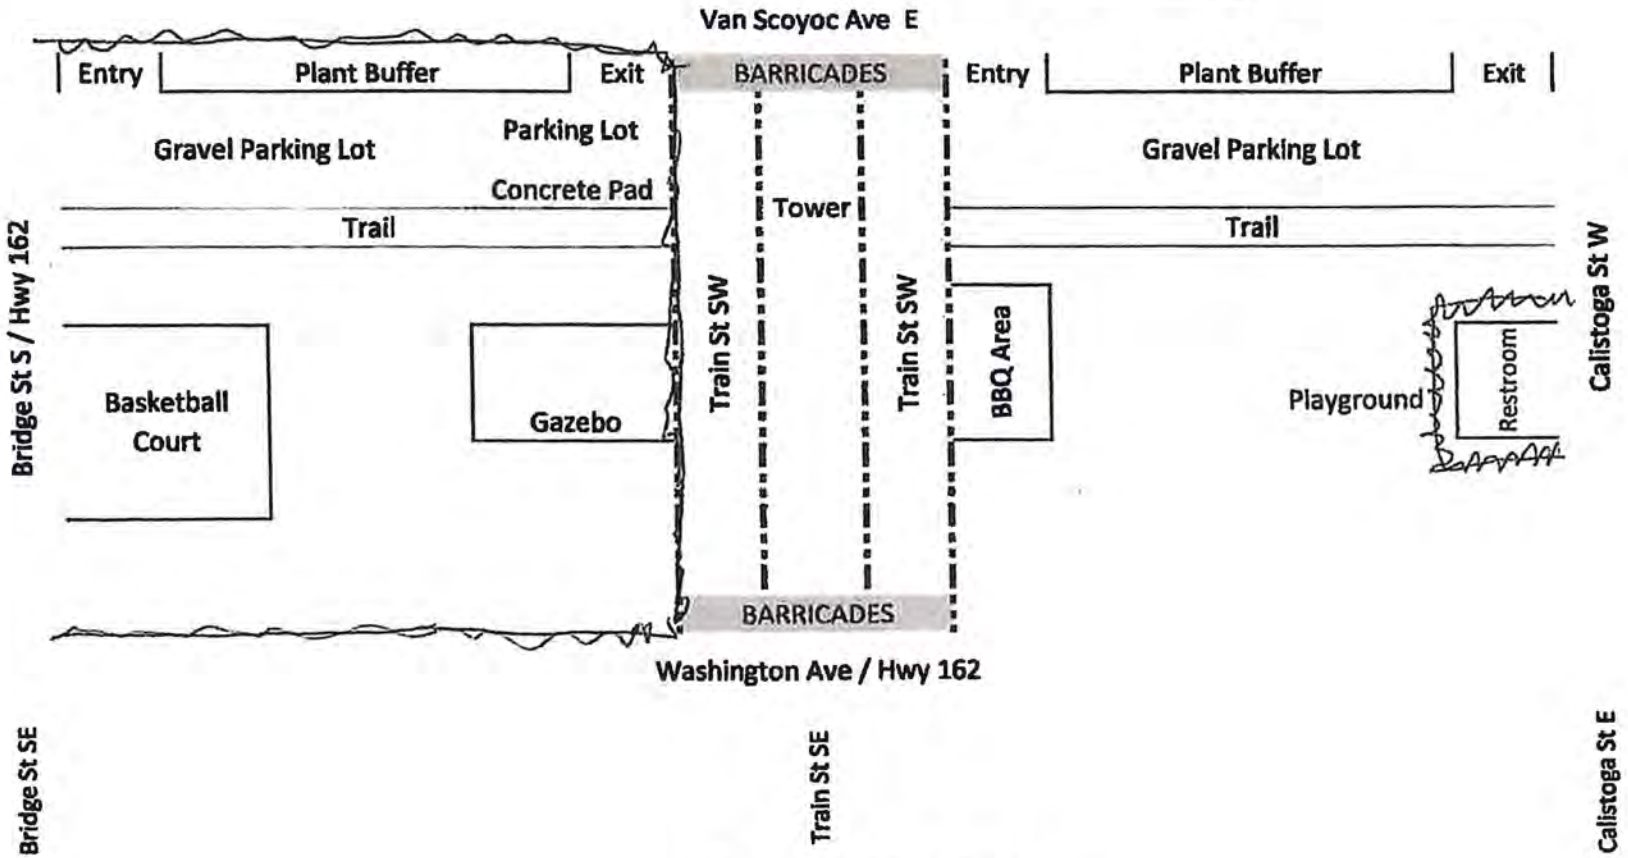 Van Scoyoc Ave E
Entry
Plant Buffer
Exit
BARRICADES
Entry
Plant Buffer
Exit
Gravel Parking Lot
Parking Lot
Gravel Parking Lot
Concrete Pad
Tower
Trail
Trail
Bridge St S / Hwy 162
Calistoga St W
Train St SW
Train St SW
BBQ Area
Restroom
Playground
Basketball
Court
Gazebo
BARRICADES
Washington Ave / Hwy 162
Bridge St SE
Train St SE
Calistoga St E